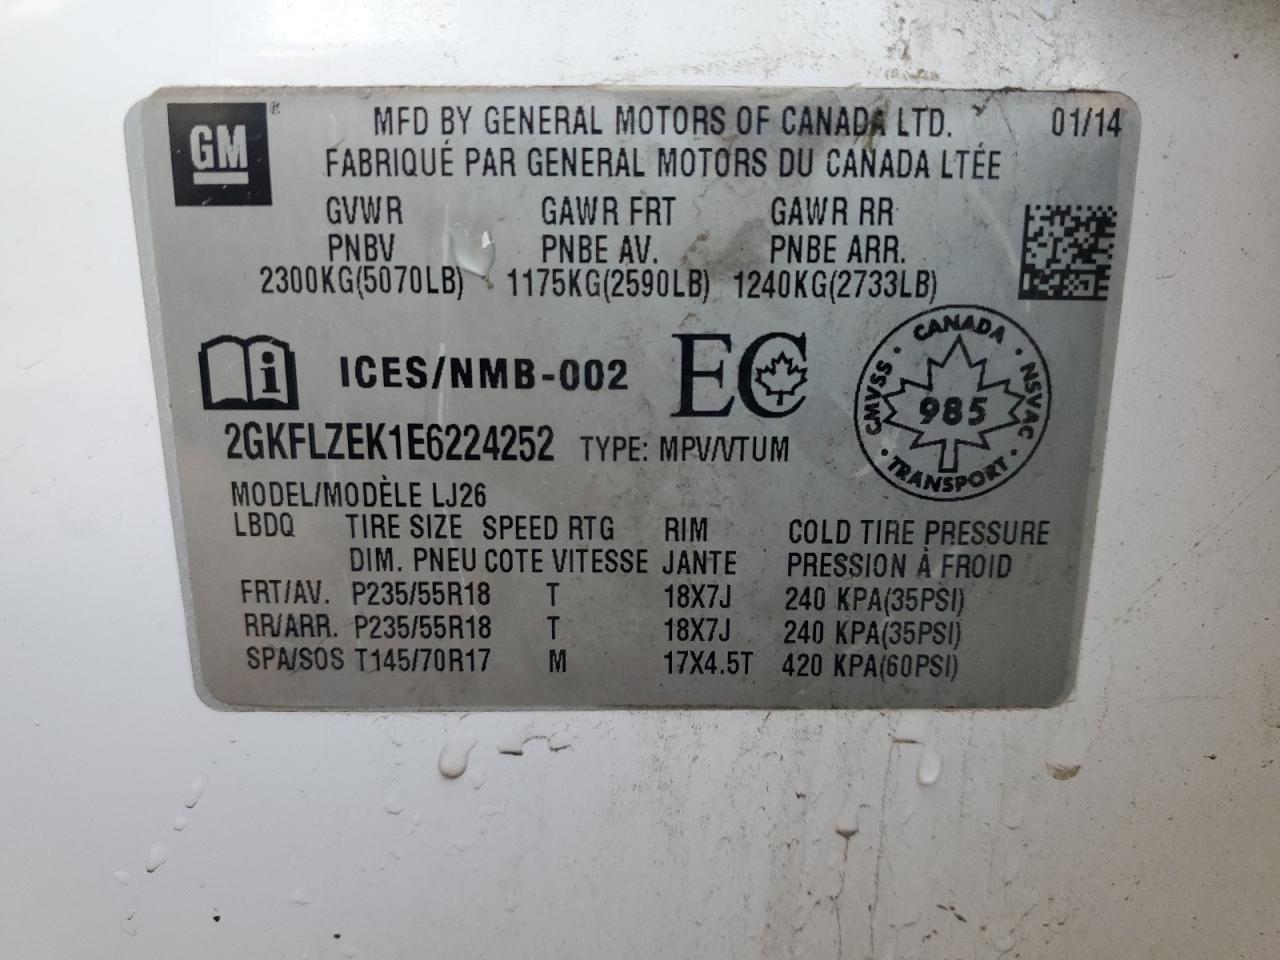 GM ®
MFD BY GENERAL MOTORS OF CANADA LTD. 01/14
FABRIQUÉ PAR GENERAL MOTORS DU CANADA LTÉE
GVWR GAWR FRT GAWR RR
PNBV PNBE AV. PNBE ARR.
2300KG(5070LB) 1175KG(2590LB) 1240KG(2733LB)
ICES/NMB-002 EC
CANADA · NSVAC · TRANSPORT · CMVSS ·
985
2GKFLZEK1E6224252 TYPE: MPV/VTUM
MODEL/MODÈLE LJ26
LBDQ TIRE SIZE SPEED RTG RIM COLD TIRE PRESSURE
DIM. PNEU COTE VITESSE JANTE PRESSION À FROID
FRT/AV. P235/55R18 T 18X7J 240 KPA(35PSI)
RR/ARR. P235/55R18 T 18X7J 240 KPA(35PSI)
SPA/SOS T145/70R17 M 17X4.5T 420 KPA(60PSI)